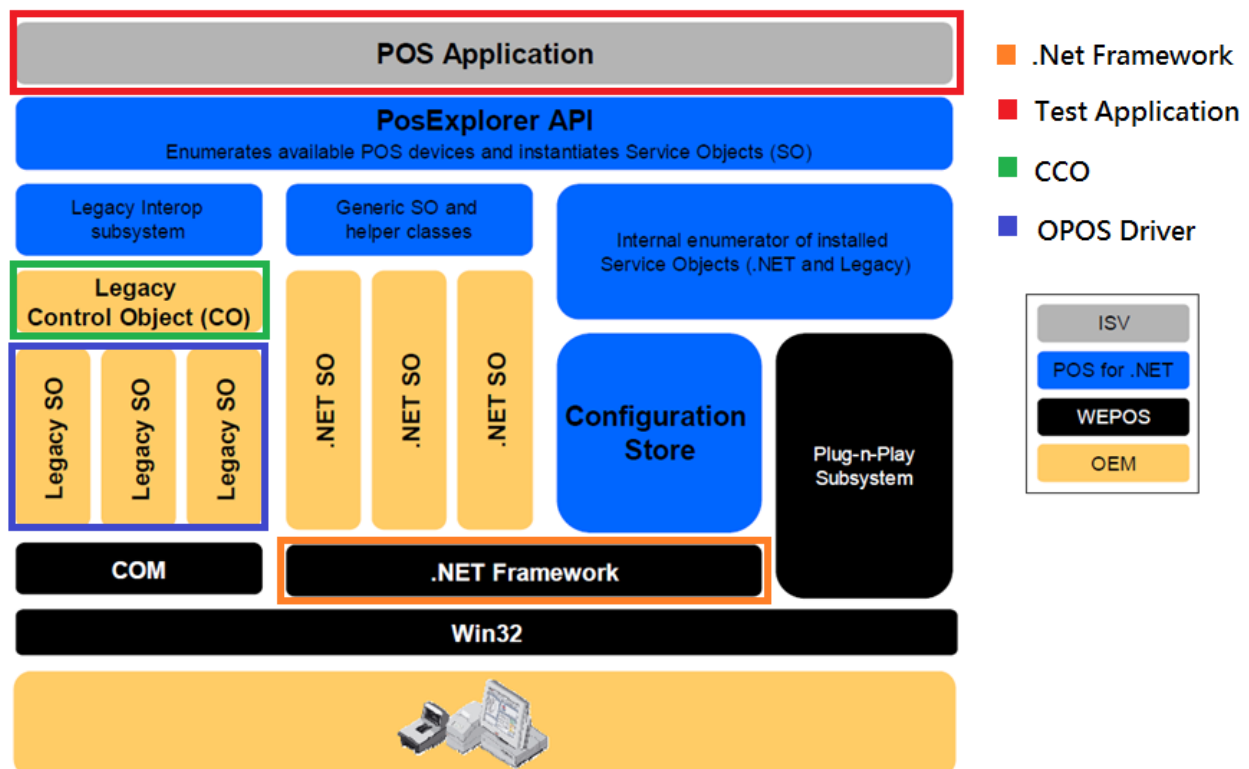 POS Application
PosExplorer API
Enumerates available POS devices and instantiates Service Objects (SO)
Legacy Interop
subsystem
Generic SO and
helper classes
Internal enumerator of installed
Service Objects (.NET and Legacy)
Legacy
Control Object (CO)
Legacy SO
Legacy SO
Legacy SO
.NET SO
.NET SO
.NET SO
Configuration
Store
Plug-n-Play
Subsystem
COM
.NET Framework
Win32
.Net Framework
Test Application
CCO
OPOS Driver
ISV
POS for .NET
WEPOS
OEM